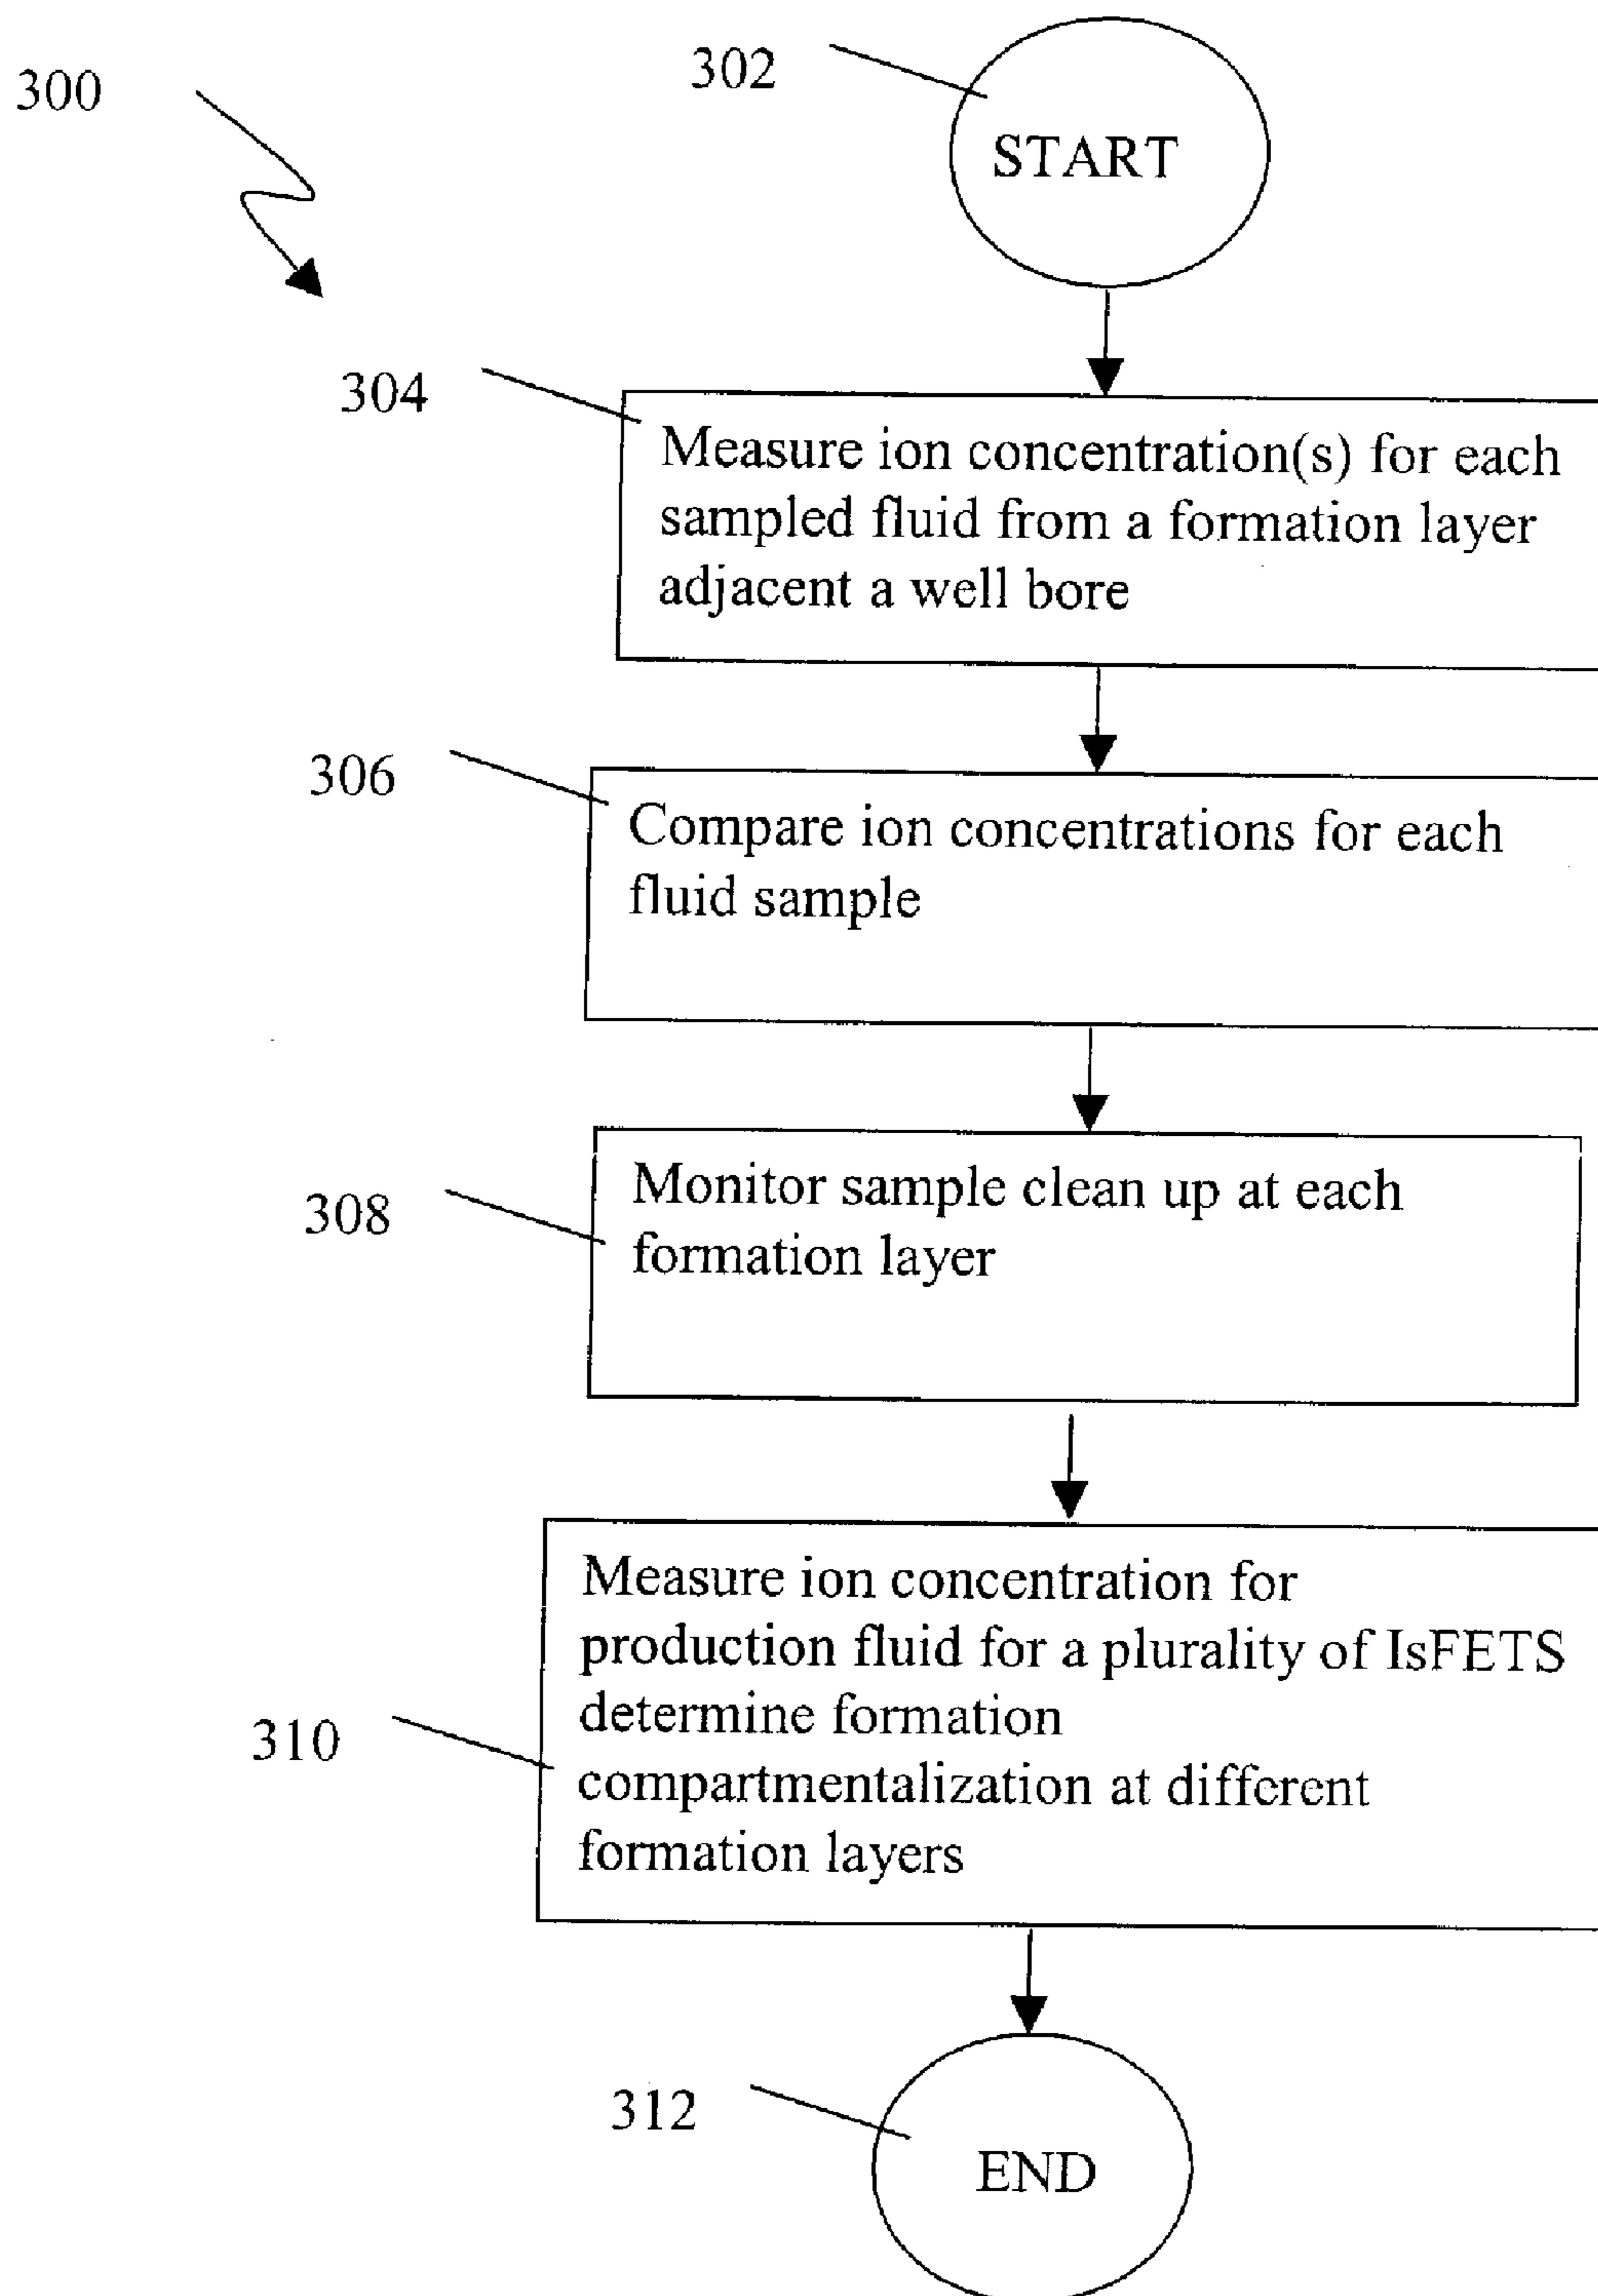 300
302
START
304
Measure ion concentration(s) for each
sampled fluid from a formation layer
adjacent a well bore
306
Compare ion concentrations for each
fluid sample
308
Monitor sample clean up at each
formation layer
310
Measure ion concentration for
production fluid for a plurality of IsFETS
determine formation
compartmentalization at different
formation layers
312
END